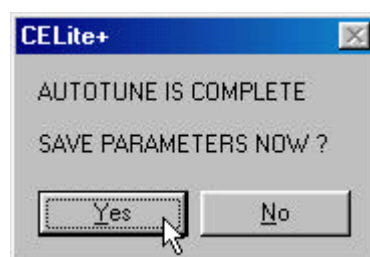 CELite+
AUTOTUNE IS COMPLETE
SAVE PARAMETERS NOW ?
Yes No